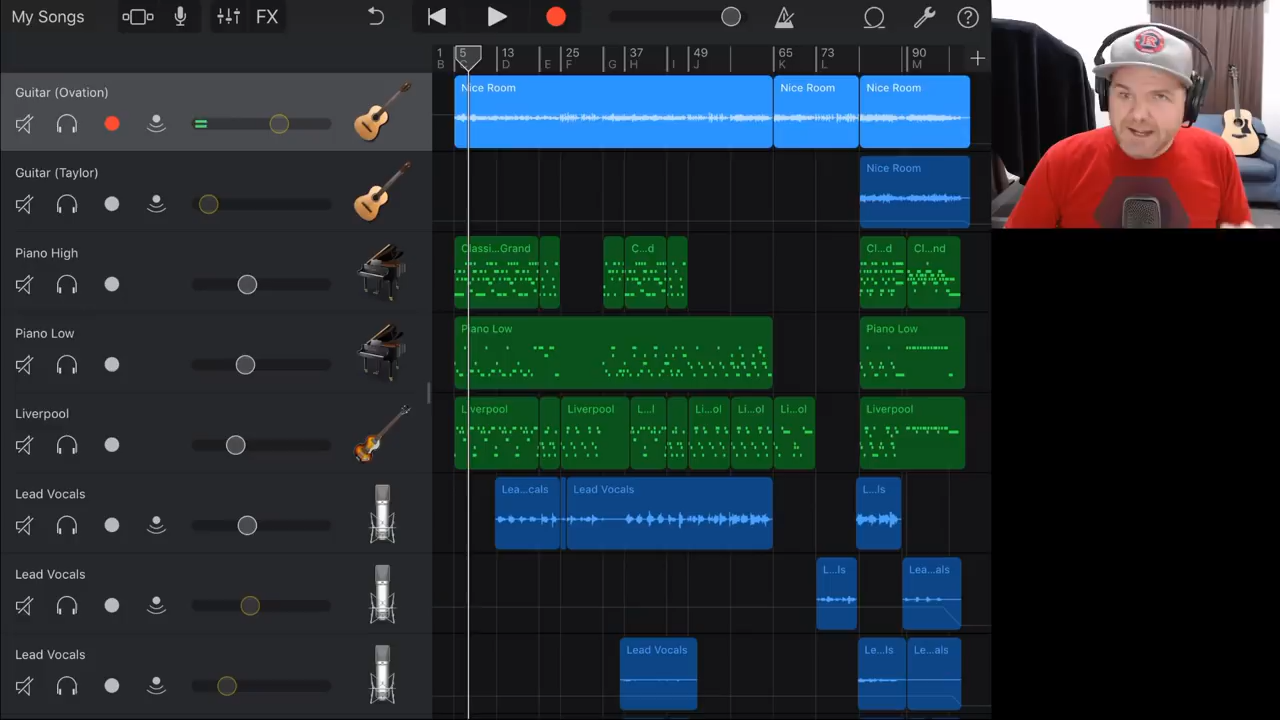 My Songs
FX
1 5 13 25 37 49 65 73 90
B C D E F G H I J K L M
Guitar (Ovation)
Nice Room Nice Room Nice Room
Guitar (Taylor)
Nice Room
Piano High
Classi...Grand C...d Cl...d Cl...nd
Piano Low
Piano Low Piano Low
Liverpool
Liverpool Liverpool L...l Li...ol Li...ol Li...ol Liverpool
Lead Vocals
Lea...cals Lead Vocals L...ls
Lead Vocals
L...ls Lea...als
Lead Vocals
Lead Vocals Le...ls Le...als